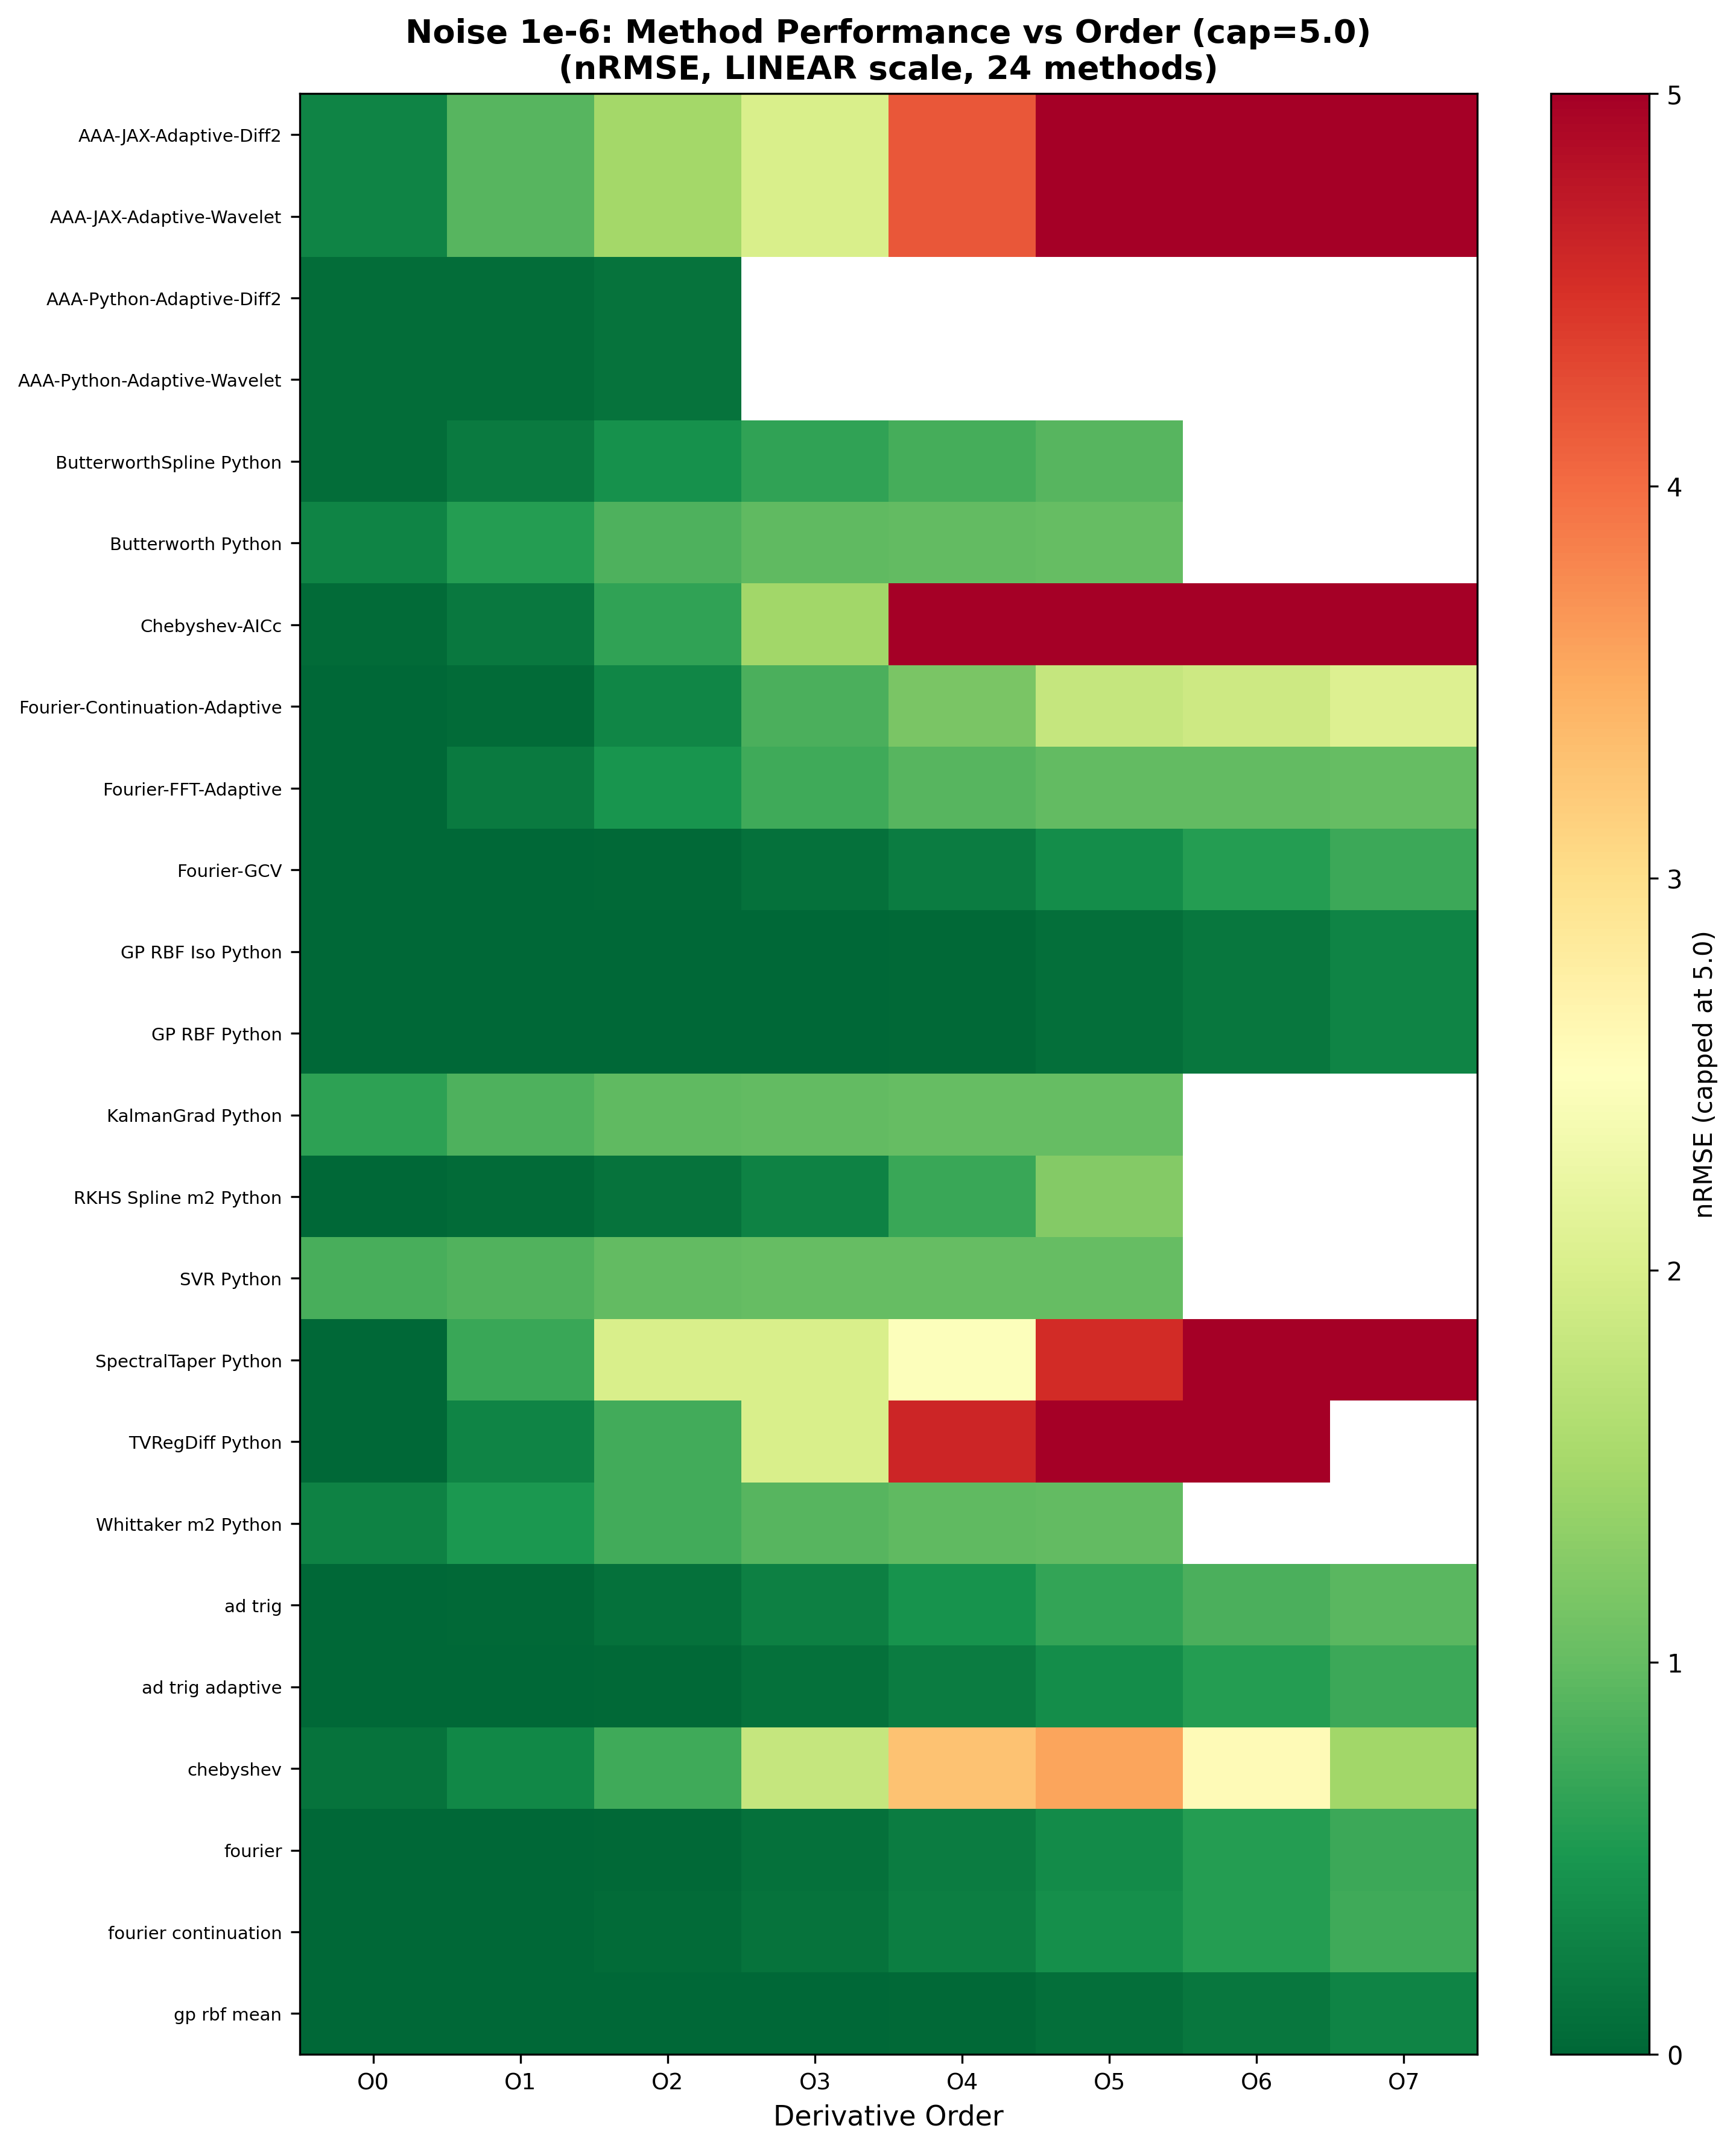 Noise 1e-6: Method Performance vs Order (cap=5.0)
(nRMSE, LINEAR scale, 24 methods)
AAA-JAX-Adaptive-Diff2
AAA-JAX-Adaptive-Wavelet
AAA-Python-Adaptive-Diff2
AAA-Python-Adaptive-Wavelet
ButterworthSpline Python
Butterworth Python
Chebyshev-AICc
Fourier-Continuation-Adaptive
Fourier-FFT-Adaptive
Fourier-GCV
GP RBF Iso Python
GP RBF Python
KalmanGrad Python
RKHS Spline m2 Python
SVR Python
SpectralTaper Python
TVRegDiff Python
Whittaker m2 Python
ad trig
ad trig adaptive
chebyshev
fourier
fourier continuation
gp rbf mean
O0 O1 O2 O3 O4 O5 O6 O7
Derivative Order
5
4
3
2
1
0
nRMSE (capped at 5.0)